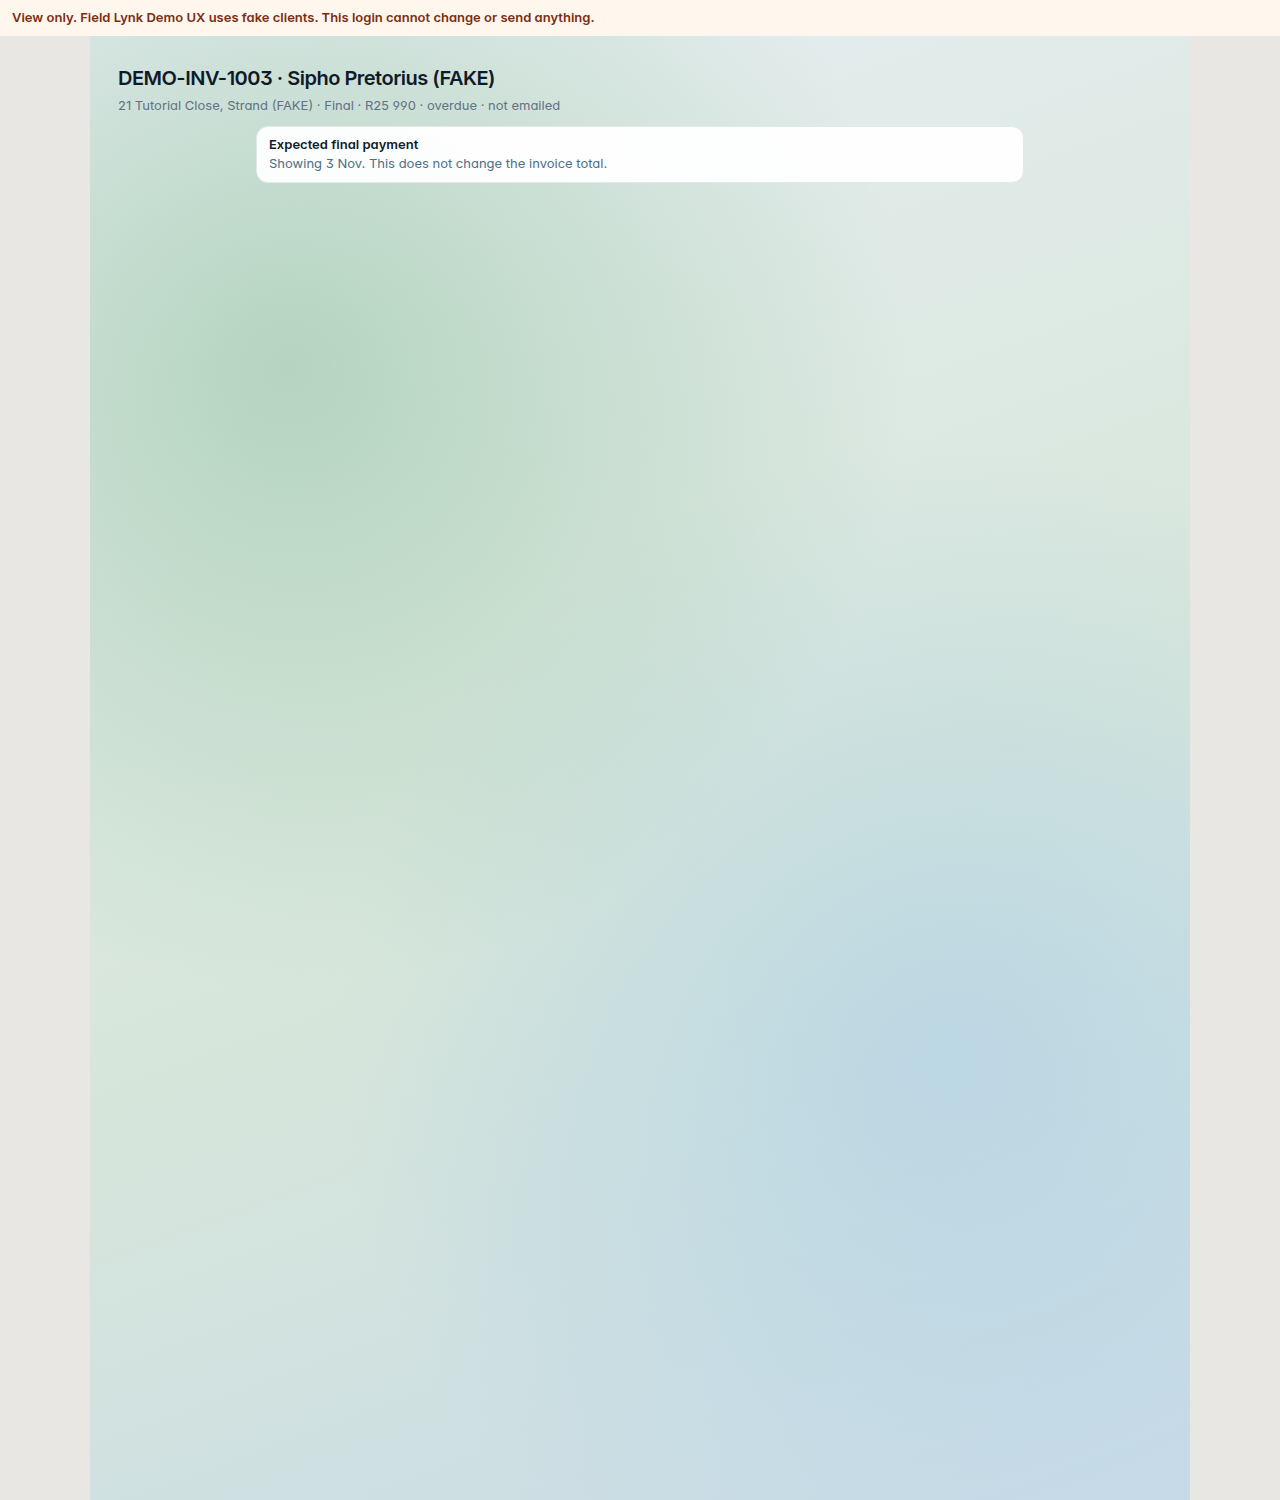 View only. Field Lynk Demo UX uses fake clients. This login cannot change or send anything.
DEMO-INV-1003 · Sipho Pretorius (FAKE)
21 Tutorial Close, Strand (FAKE) · Final · R25 990 · overdue · not emailed
Expected final payment
Showing 3 Nov. This does not change the invoice total.